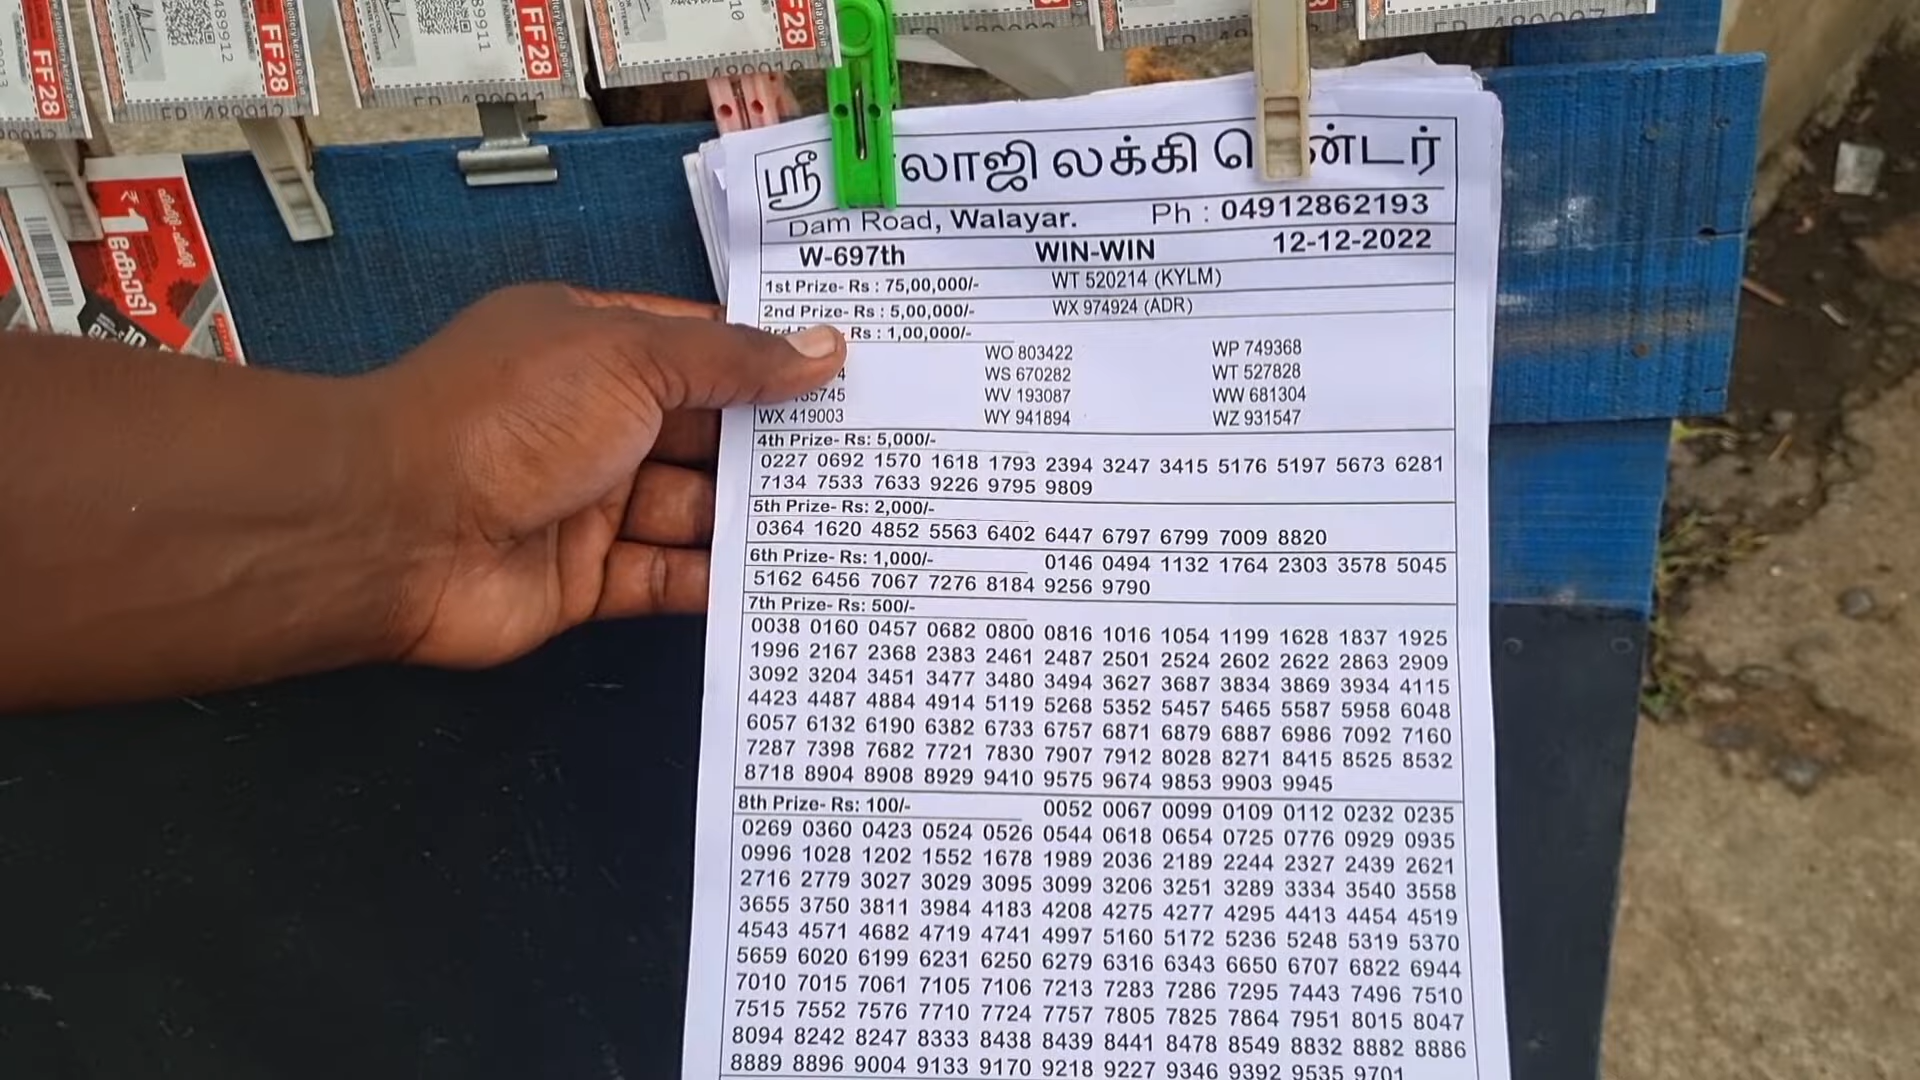 489912
489911
FF28
FF28
FF28
FF28
₹1
കോടി
ஸ்ரீ லக்கி
Dam Road, Walayar. Ph : 04912862193
W-697th WIN-WIN 12-12-2022
1st Prize- Rs : 75,00,000/- WT 520214 (KYLM)
2nd Prize- Rs : 5,00,000/- WX 974924 (ADR)
Rs : 1,00,000/-
WO 803422 WP 749368
WS 670282 WT 527828
WV 193087 WW 681304
WX 419003 WY 941894 WZ 931547
4th Prize- Rs: 5,000/-
0227 0692 1570 1618 1793 2394 3247 3415 5176 5197 5673 6281
7134 7533 7633 9226 9795 9809
5th Prize- Rs: 2,000/-
0364 1620 4852 5563 6402 6447 6797 6799 7009 8820
6th Prize- Rs: 1,000/- 0146 0494 1132 1764 2303 3578 5045
5162 6456 7067 7276 8184 9256 9790
7th Prize- Rs: 500/-
0038 0160 0457 0682 0800 0816 1016 1054 1199 1628 1837 1925
1996 2167 2368 2383 2461 2487 2501 2524 2602 2622 2863 2909
3092 3204 3451 3477 3480 3494 3627 3687 3834 3869 3934 4115
4423 4487 4884 4914 5119 5268 5352 5457 5465 5587 5958 6048
6057 6132 6190 6382 6733 6757 6871 6879 6887 6986 7092 7160
7287 7398 7682 7721 7830 7907 7912 8028 8271 8415 8525 8532
8718 8904 8908 8929 9410 9575 9674 9853 9903 9945
8th Prize- Rs: 100/- 0052 0067 0099 0109 0112 0232 0235
0269 0360 0423 0524 0526 0544 0618 0654 0725 0776 0929 0935
0996 1028 1202 1552 1678 1989 2036 2189 2244 2327 2439 2621
2716 2779 3027 3029 3095 3099 3206 3251 3289 3334 3540 3558
3655 3750 3811 3984 4183 4208 4275 4277 4295 4413 4454 4519
4543 4571 4682 4719 4741 4997 5160 5172 5236 5248 5319 5370
5659 6020 6199 6231 6250 6279 6316 6343 6650 6707 6822 6944
7010 7015 7061 7105 7106 7213 7283 7286 7295 7443 7496 7510
7515 7552 7576 7710 7724 7757 7805 7825 7864 7951 8015 8047
8094 8242 8247 8333 8438 8439 8441 8478 8549 8832 8882 8886
8889 8896 9004 9133 9170 9218 9227 9346 9392 9535 9701